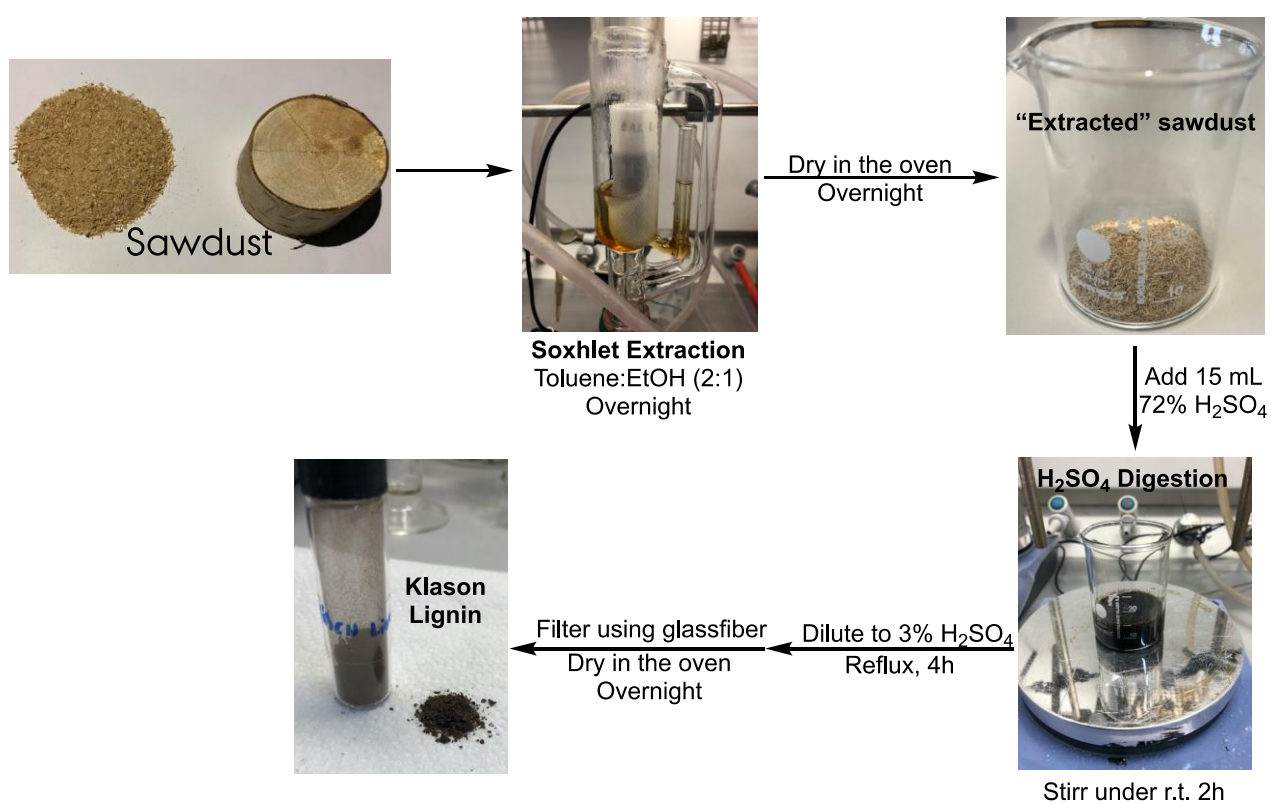 Sawdust
Soxhlet Extraction
Toluene:EtOH (2:1)
Overnight
Dry in the oven
Overnight
“Extracted” sawdust
Add 15 mL
72% H₂SO₄
H₂SO₄ Digestion
Stirr under r.t. 2h
Dilute to 3% H₂SO₄
Reflux, 4h
Filter using glassfiber
Dry in the oven
Overnight
Klason
Lignin